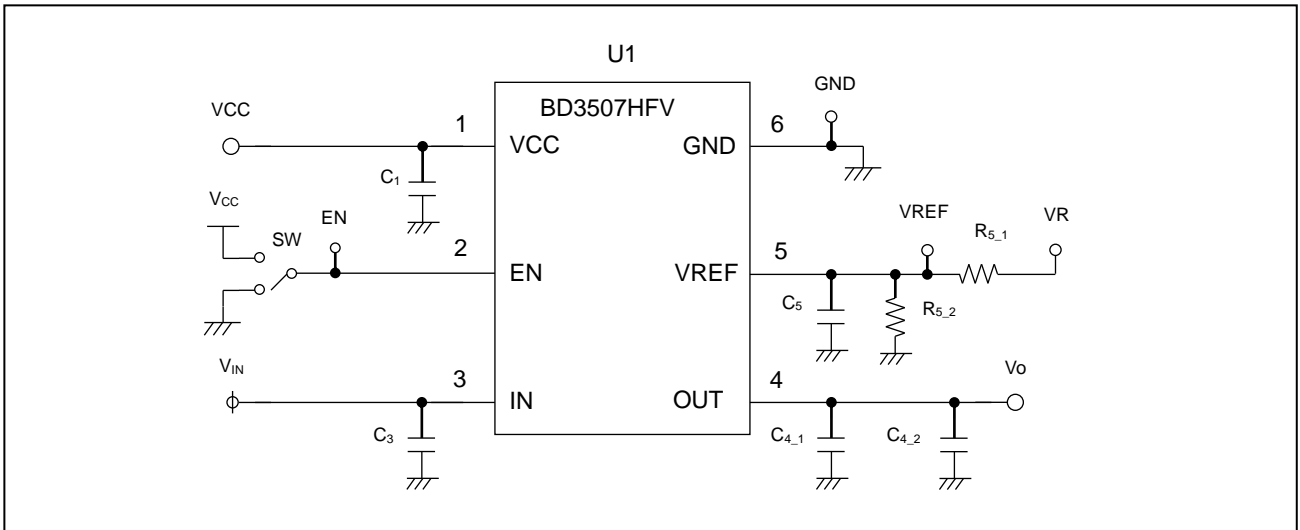 U1
BD3507HFV
VCC
1
VCC
C1
VCC
SW
EN
2
EN
VIN
3
IN
C3
GND
6
GND
VREF
R5_1
VR
5
VREF
C5
R5_2
4
OUT
Vo
C4_1
C4_2